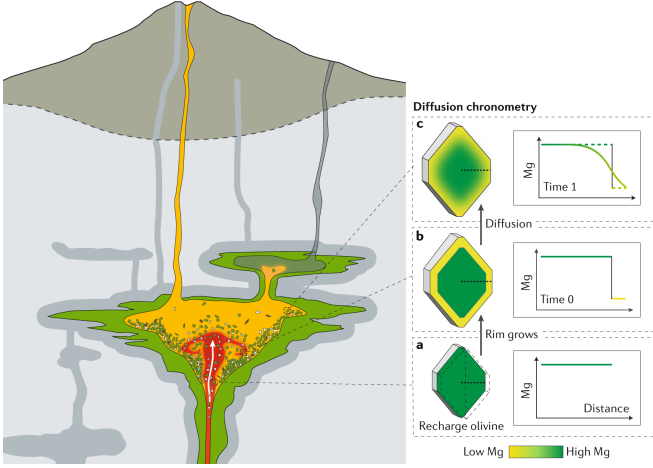 Diffusion chronometry
c
Mg
Time 1
Diffusion
b
Mg
Time 0
Rim grows
a
Mg
Distance
Recharge olivine
Low Mg
High Mg